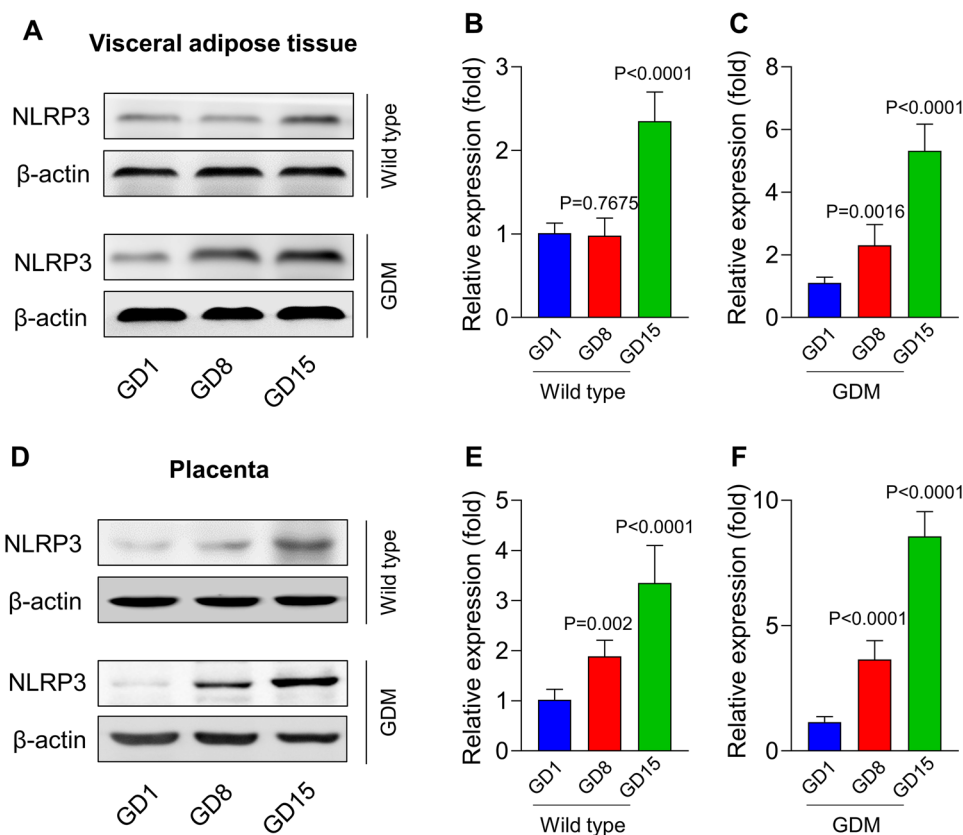 A
Visceral adipose tissue
NLRP3
β-actin
Wild type
NLRP3
β-actin
GDM
GD1
GD8
GD15
B
Relative expression (fold)
3
2
1
0
P=0.7675
P<0.0001
GD1
GD8
GD15
Wild type
C
Relative expression (fold)
8
6
4
2
0
P=0.0016
P<0.0001
GD1
GD8
GD15
GDM
D
Placenta
NLRP3
β-actin
Wild type
NLRP3
β-actin
GDM
GD1
GD8
GD15
E
Relative expression (fold)
5
4
3
2
1
0
P=0.002
P<0.0001
GD1
GD8
GD15
Wild type
F
Relative expression (fold)
10
5
0
P<0.0001
P<0.0001
GD1
GD8
GD15
GDM